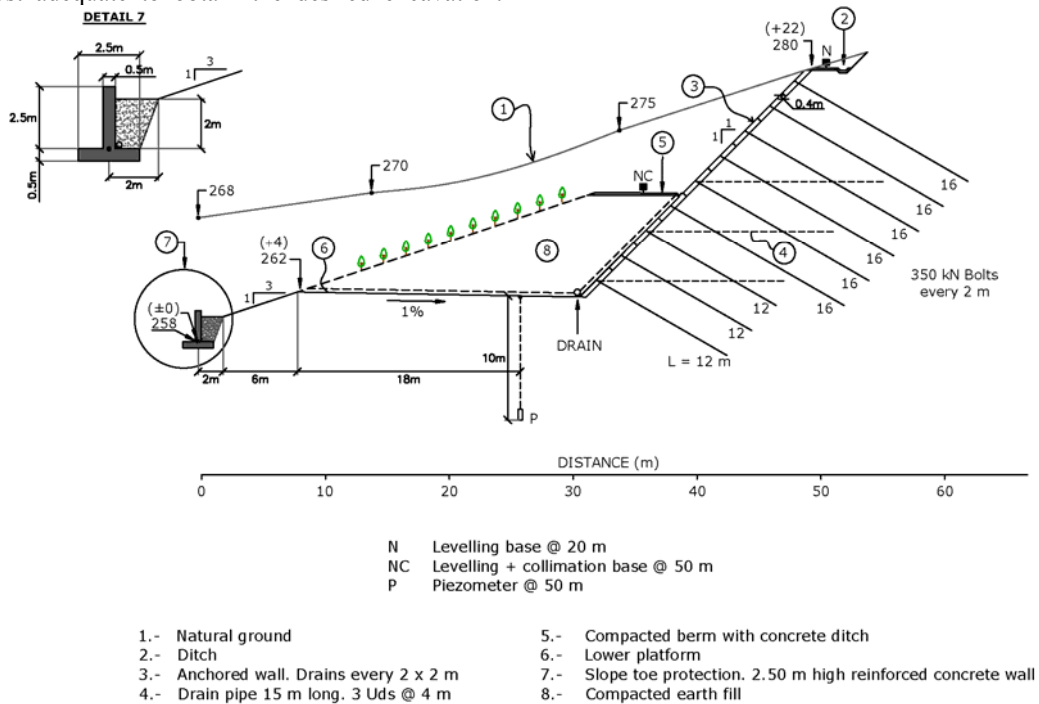 DETAIL 7
2.5m
0.5m
1 3
2.5m
2m
0.5m
2m
(+22)
280
N
2
3
0.4m
1
1
1
275
5
NC
270
268
16
16
16
16
16
12
12
L = 12 m
350 kN Bolts
every 2 m
4
8
7
(+4)
262
6
1 3
(±0)
258
1%
DRAIN
10m
2m
6m
18m
P
DISTANCE (m)
0 10 20 30 40 50 60
N Levelling base @ 20 m
NC Levelling + collimation base @ 50 m
P Piezometer @ 50 m
1.- Natural ground
2.- Ditch
3.- Anchored wall. Drains every 2 x 2 m
4.- Drain pipe 15 m long. 3 Uds @ 4 m
5.- Compacted berm with concrete ditch
6.- Lower platform
7.- Slope toe protection. 2.50 m high reinforced concrete wall
8.- Compacted earth fill